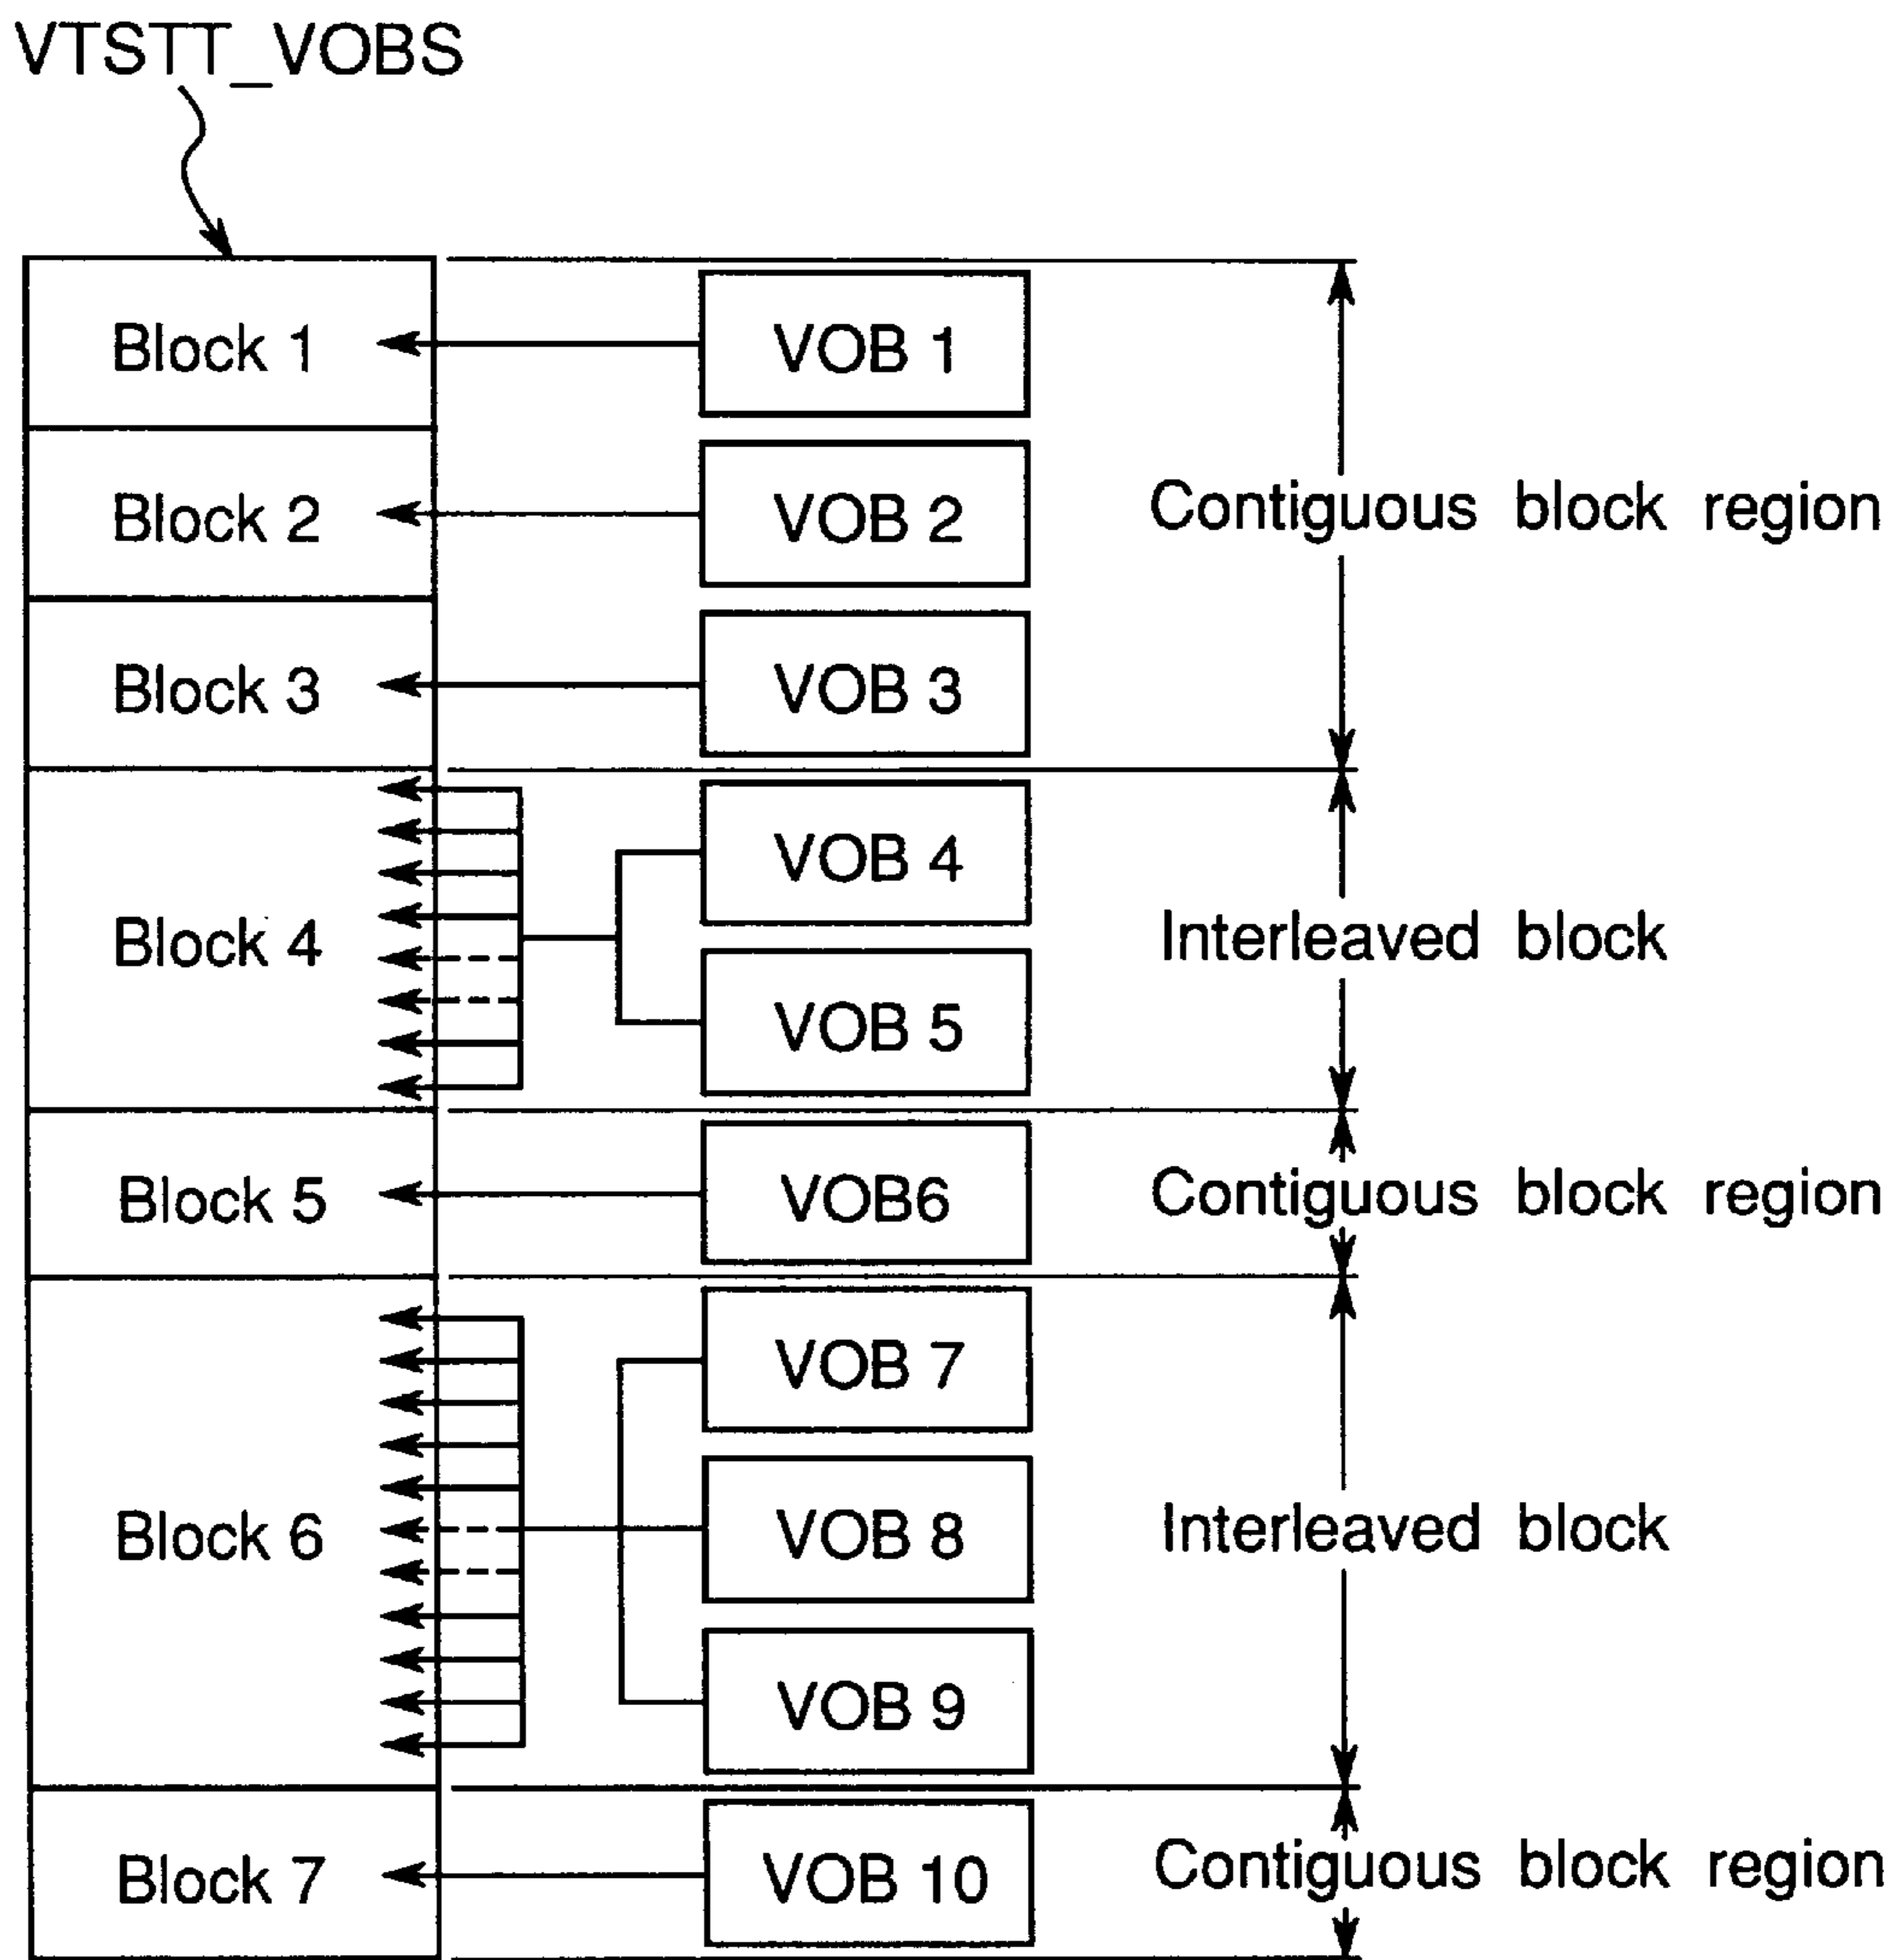 VTSTT_VOBS
Block 1
VOB 1
Block 2
VOB 2
Contiguous block region
Block 3
VOB 3
VOB 4
Block 4
Interleaved block
VOB 5
Block 5
VOB6
Contiguous block region
VOB 7
Block 6
VOB 8
Interleaved block
VOB 9
Block 7
VOB 10
Contiguous block region